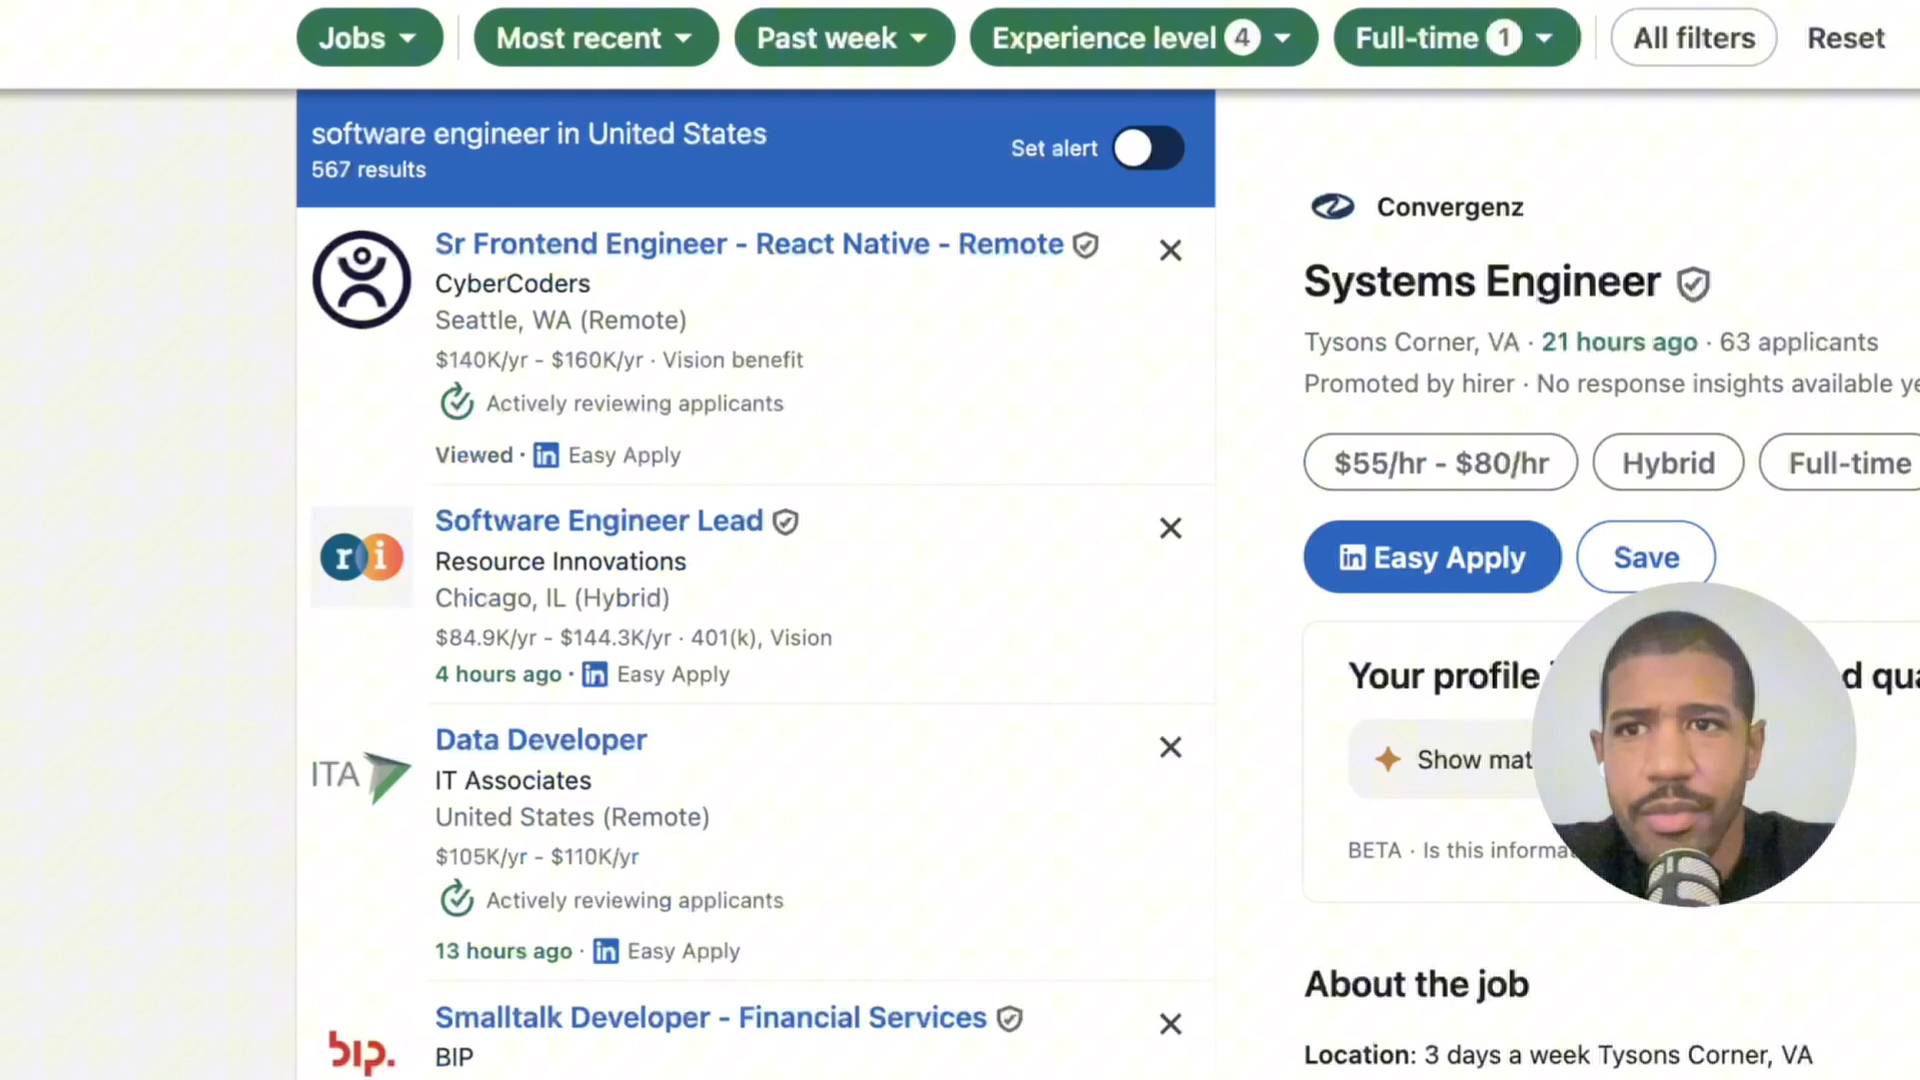 Jobs
Most recent
Past week
Experience level 4
Full-time 1
All filters
Reset
software engineer in United States
567 results
Set alert
Sr Frontend Engineer - React Native - Remote
CyberCoders
Seattle, WA (Remote)
$140K/yr - $160K/yr · Vision benefit
Actively reviewing applicants
Viewed · in Easy Apply
ri
Software Engineer Lead
Resource Innovations
Chicago, IL (Hybrid)
$84.9K/yr - $144.3K/yr · 401(k), Vision
4 hours ago · in Easy Apply
ITA
Data Developer
IT Associates
United States (Remote)
$105K/yr - $110K/yr
Actively reviewing applicants
13 hours ago · in Easy Apply
bip.
Smalltalk Developer - Financial Services
BIP
Convergenz
Systems Engineer
Tysons Corner, VA · 21 hours ago · 63 applicants
Promoted by hirer · No response insights available
$55/hr - $80/hr
Hybrid
Full-time
in Easy Apply
Save
Your profile
Show
BETA · Is this
About the job
Location: 3 days a week Tysons Corner, VA